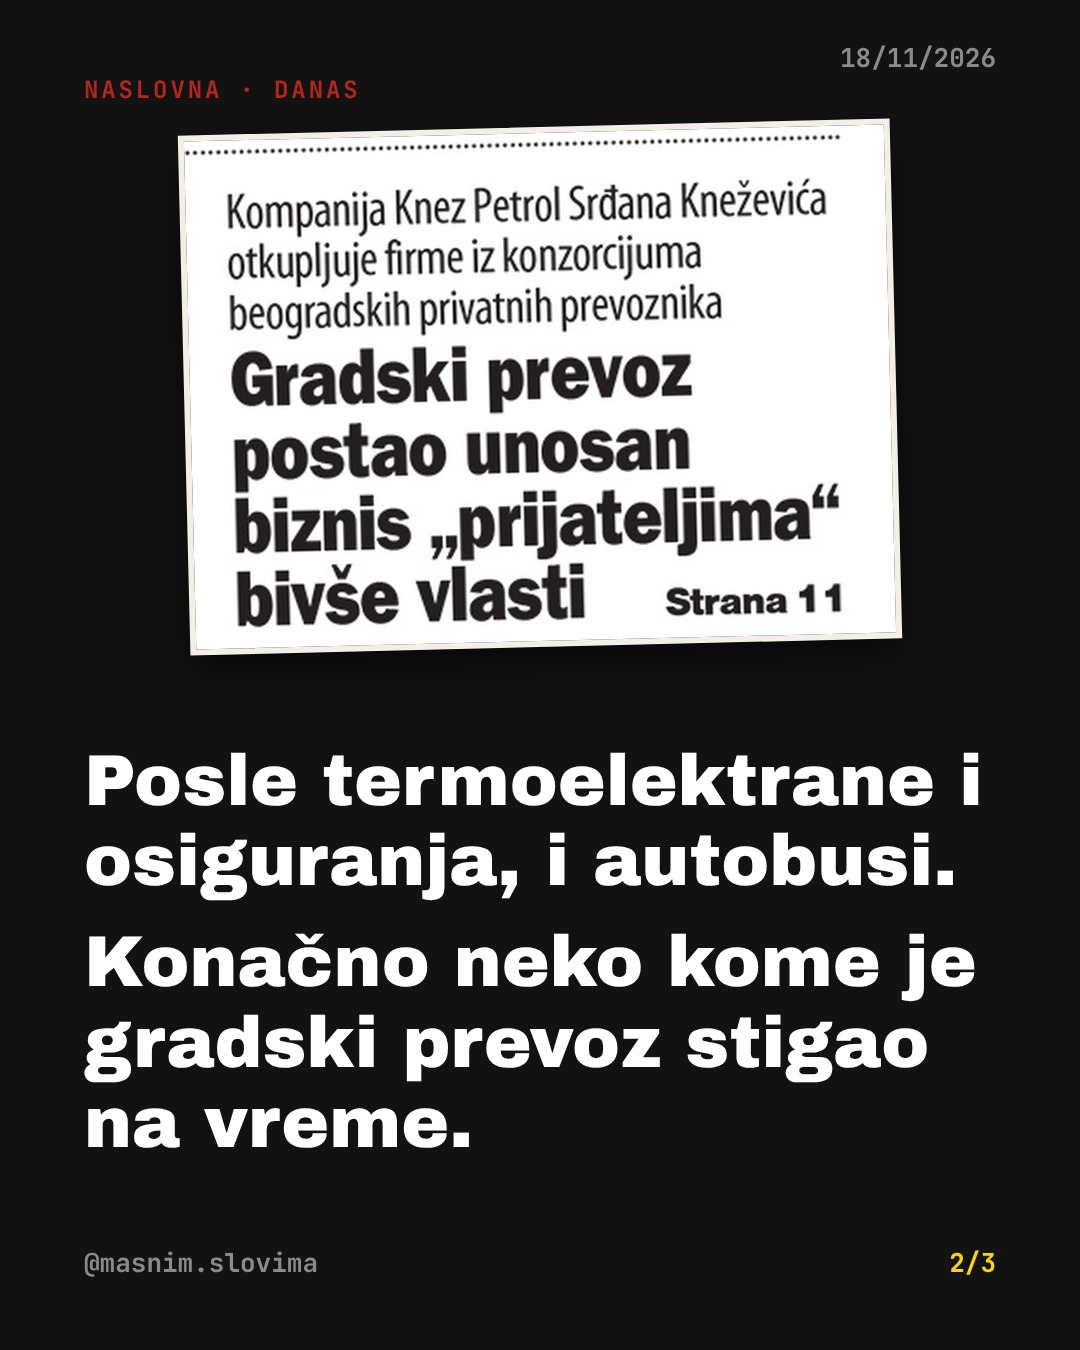 18/11/2026
NASLOVNA · DANAS
Kompanija Knez Petrol Srđana Kneževića
otkupljuje firme iz konzorcijuma
beogradskih privatnih prevoznika
Gradski prevoz
postao unosan
biznis „prijateljima“
bivše vlasti
Strana 11
Posle termoelektrane i
osiguranja, i autobusi.
Konačno neko kome je
gradski prevoz stigao
na vreme.
@masnim.slovima
2/3